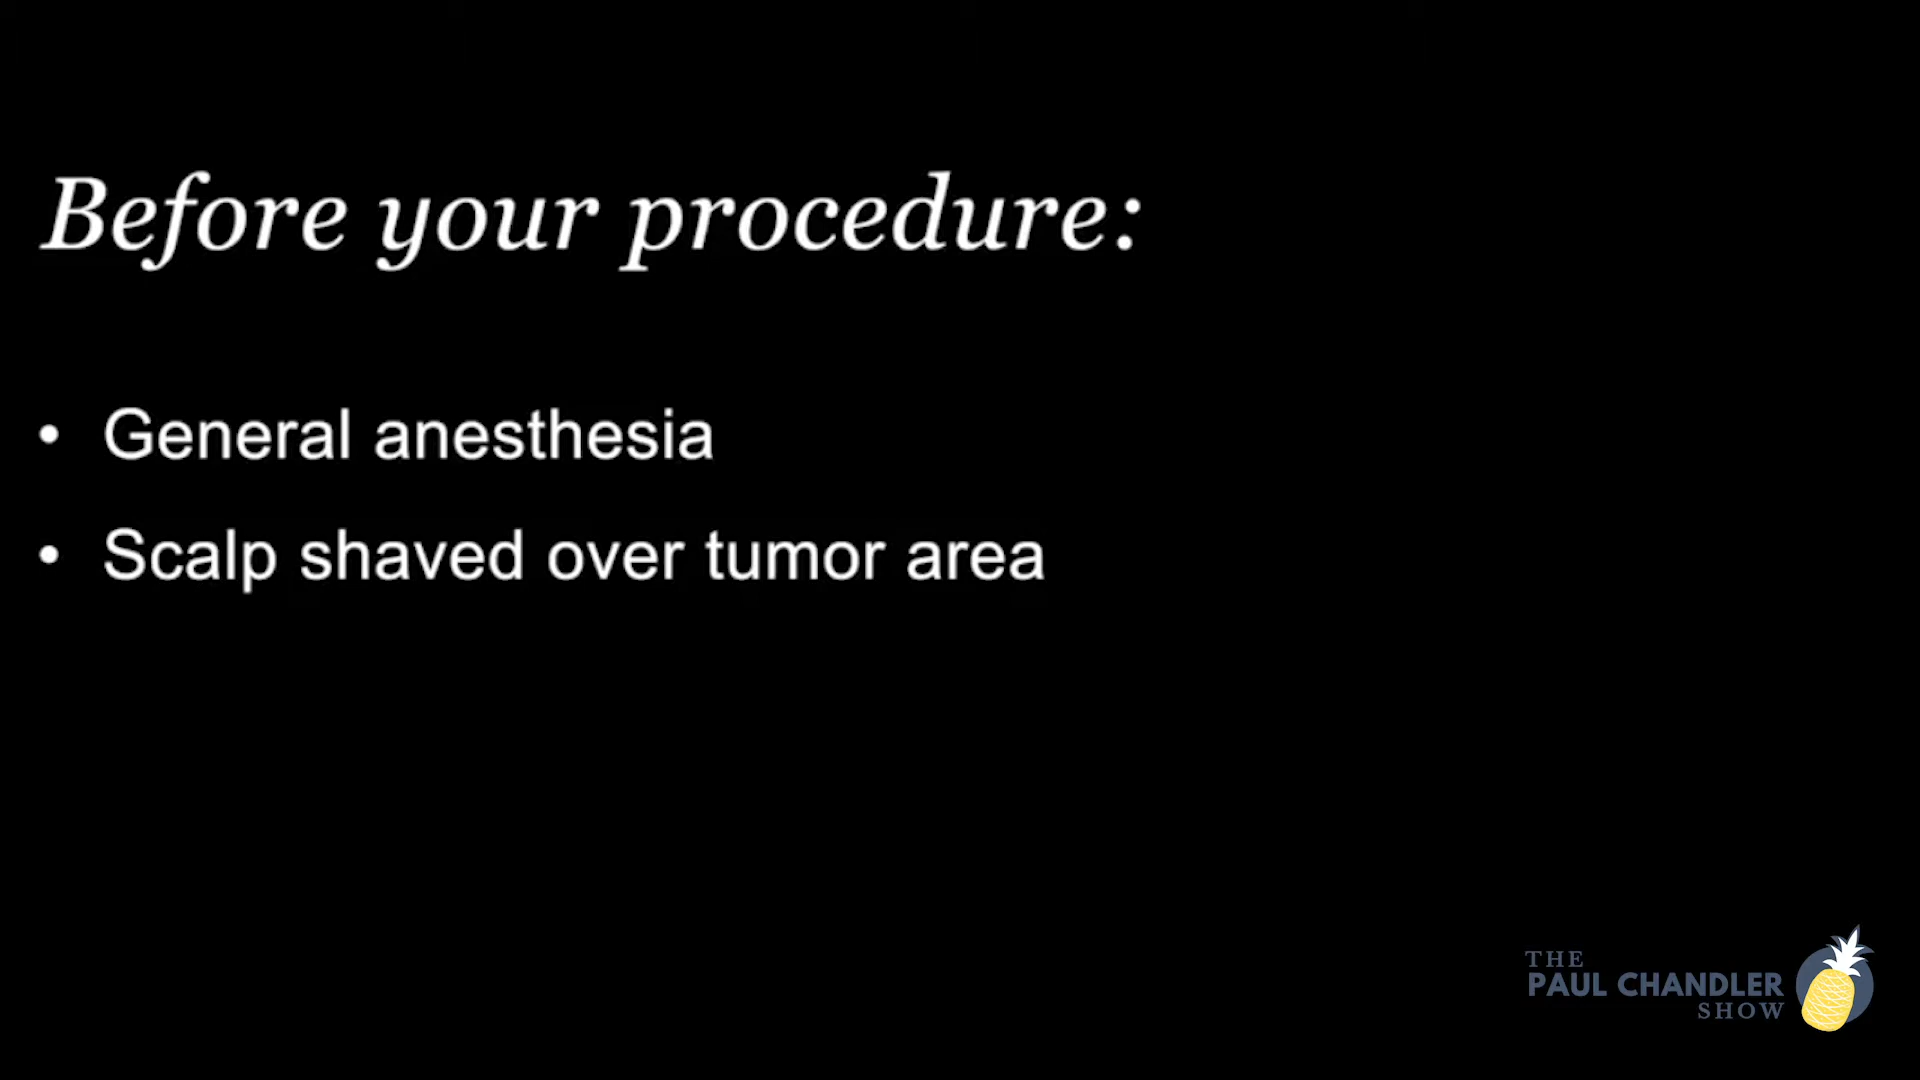 Before your procedure:
• General anesthesia
• Scalp shaved over tumor area
THE
PAUL CHANDLER
SHOW